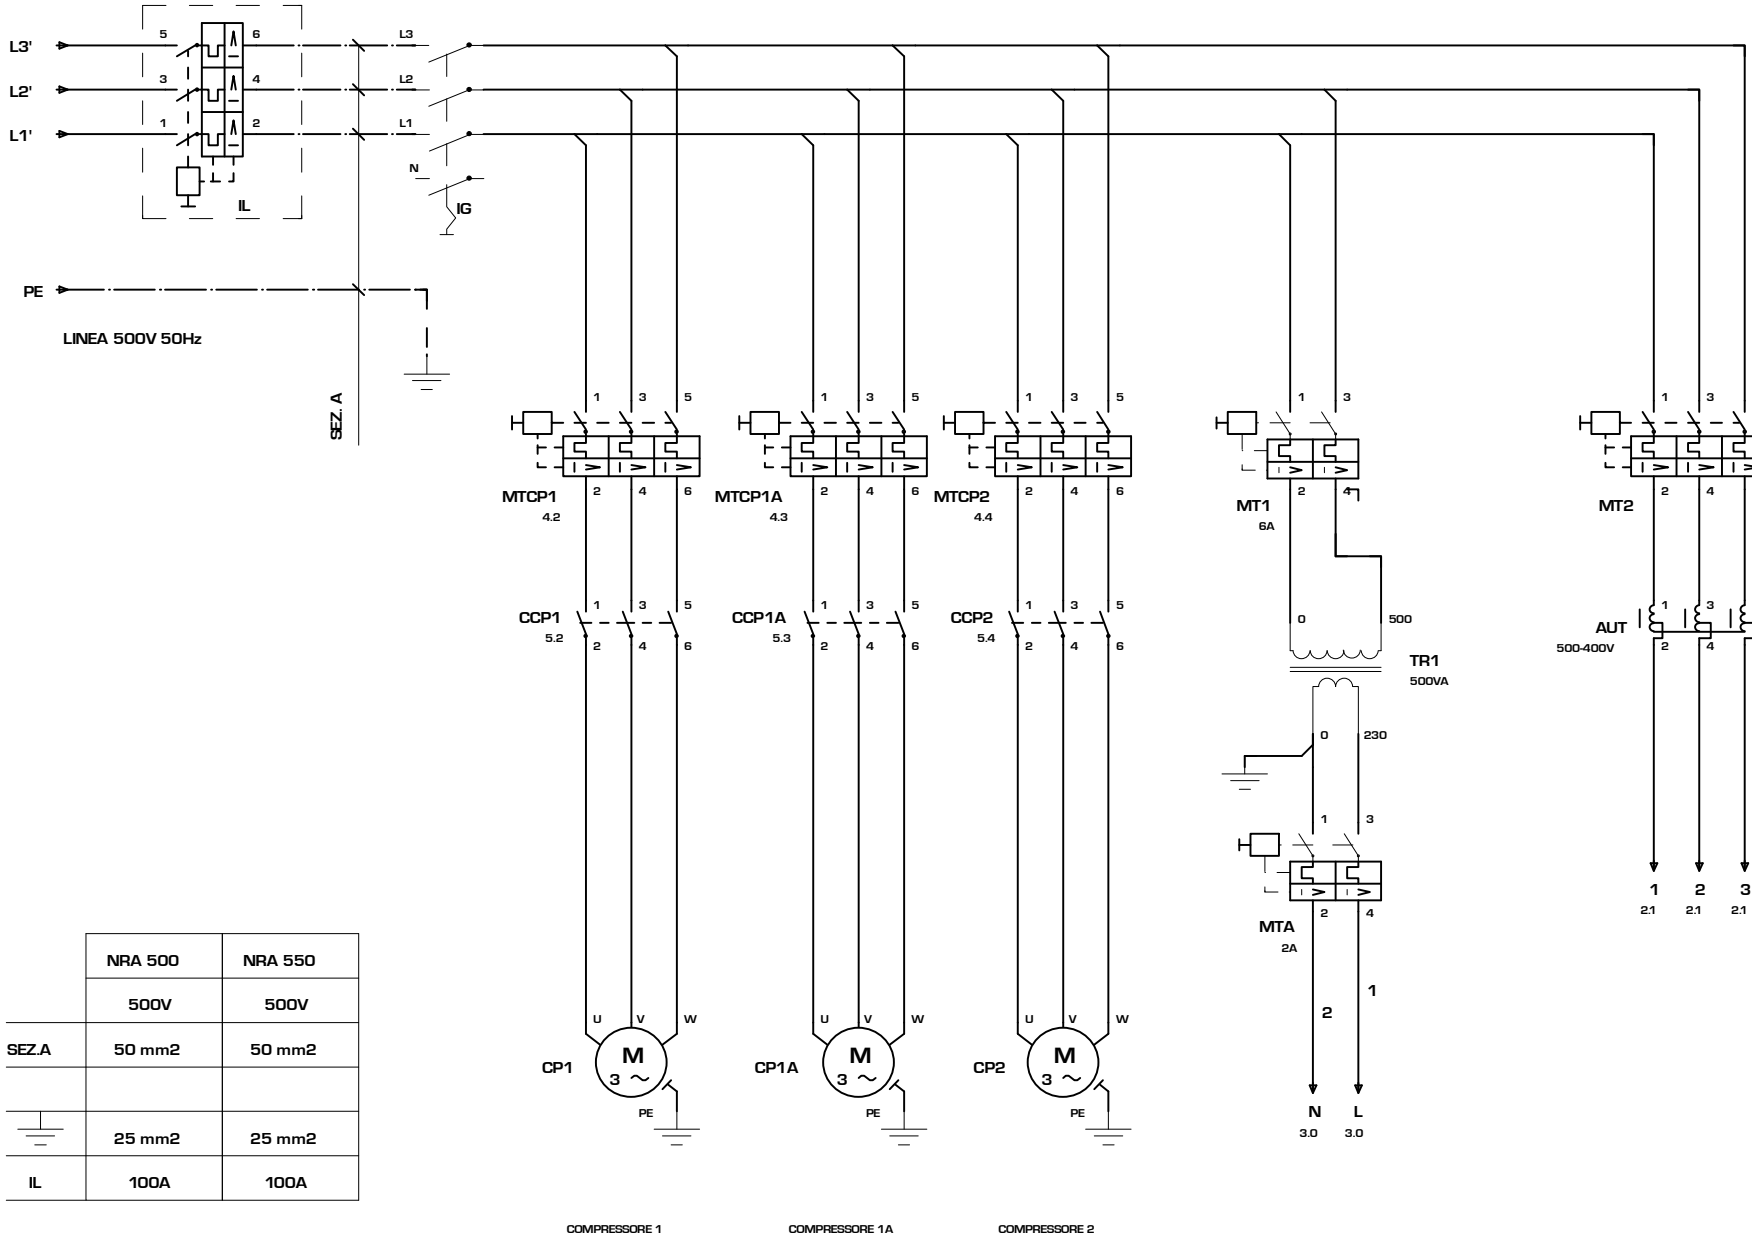 5 6 L3
L3'
3 4 L2
L2'
1 2 L1
L1'
N
IL IG
PE
LINEA 500V 50Hz
SEZ. A
1 3 5 1 3 5 1 3 5 1 3 1 3
2 4 6 2 4 6 2 4 6 2 4 2 4
MTCP1 MTCP1A MTCP2 MT1 MT2
4.2 4.3 4.4 6A
1 3 5 1 3 5 1 3 5 1 3
CCP1 CCP1A CCP2 0 500 AUT
5.2 5.3 5.4 500-400V
2 4 6 2 4 6 2 4 6 2 4
TR1
500VA
0 230
1 3
1 2 3
2.1 2.1 2.1
2 4
MTA
2A
NRA 500 NRA 550
500V 500V
1
2
U V W U V W U V W
SEZ.A 50 mm2 50 mm2
M M M
CP1 3 CP1A 3 CP2 3
PE PE PE
N L
3.0 3.0
25 mm2 25 mm2
IL 100A 100A
COMPRESSORE 1 COMPRESSORE 1A COMPRESSORE 2